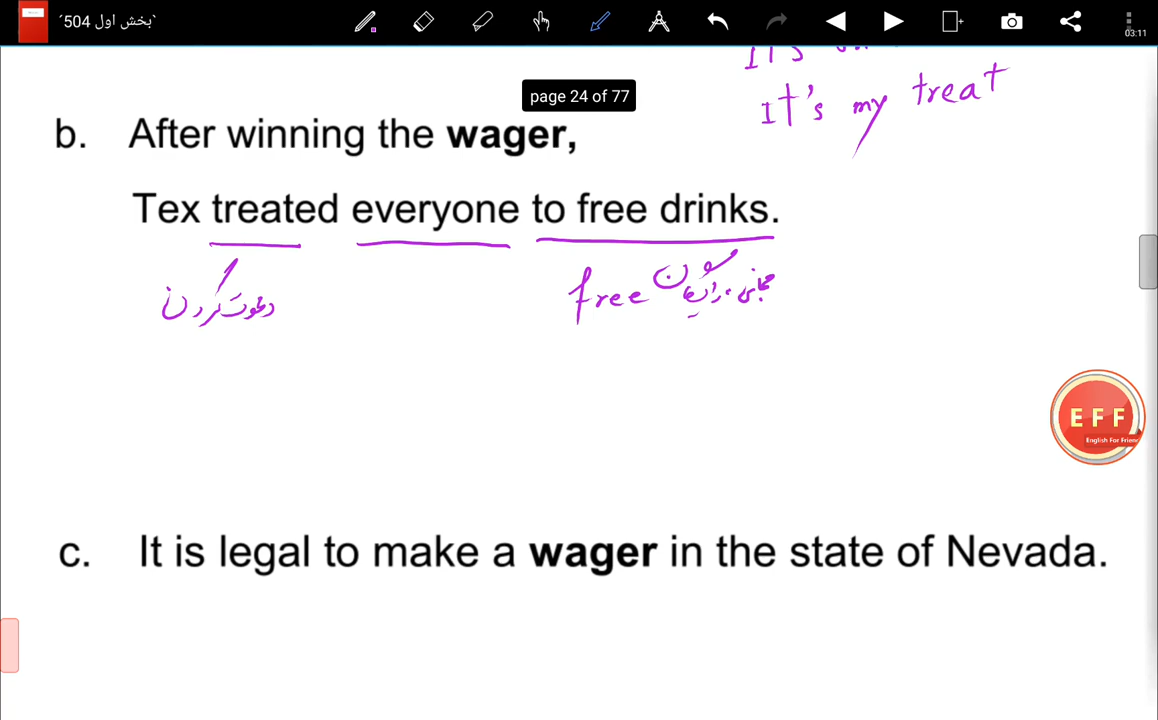 بخش اول 504´
03:11
It's
It's my treat
page 24 of 77
b. After winning the wager,
Tex treated everyone to free drinks.
دعوت کردن
free مجانی، رایگان
EFF
English For Frien
c. It is legal to make a wager in the state of Nevada.